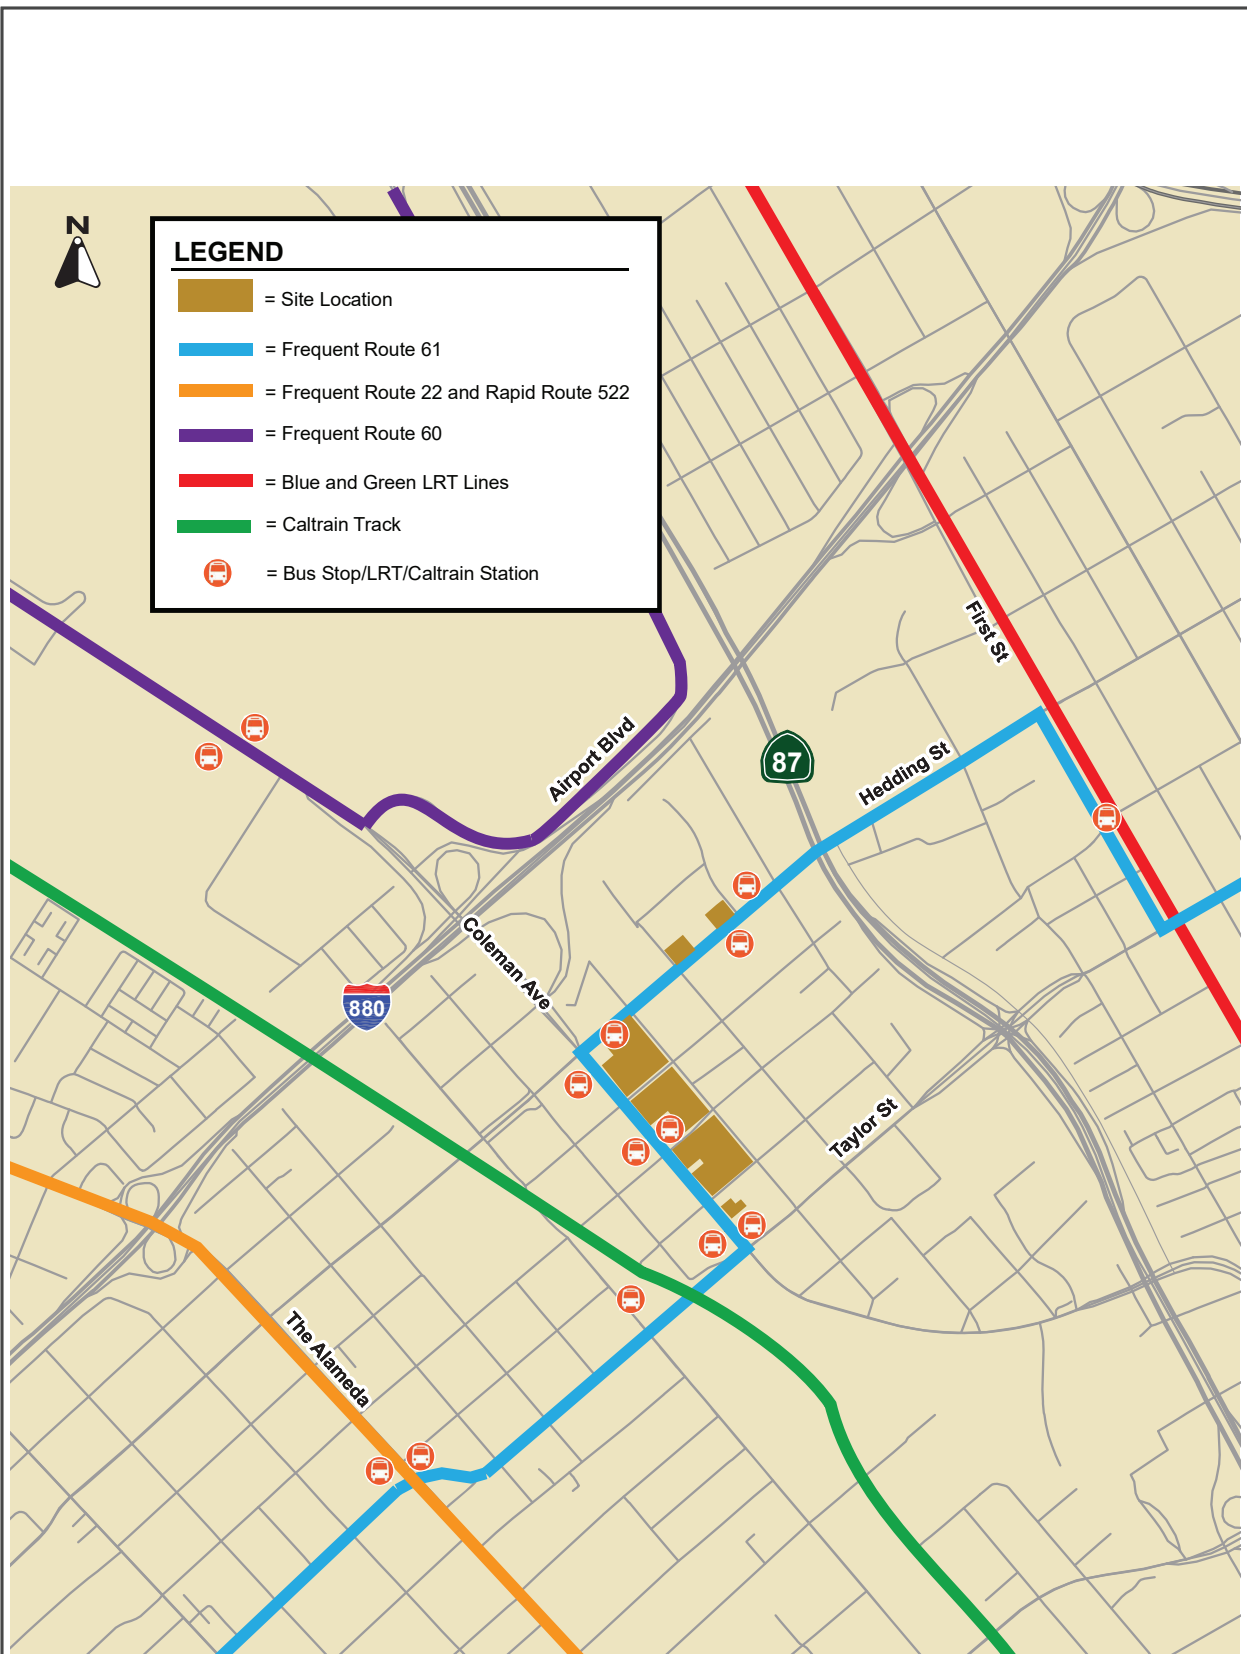 N
LEGEND
= Site Location
= Frequent Route 61
= Frequent Route 22 and Rapid Route 522
= Frequent Route 60
= Blue and Green LRT Lines
= Caltrain Track
= Bus Stop/LRT/Caltrain Station
First St
Airport Blvd
87
Hedding St
Coleman Ave
880
Taylor St
The Alameda